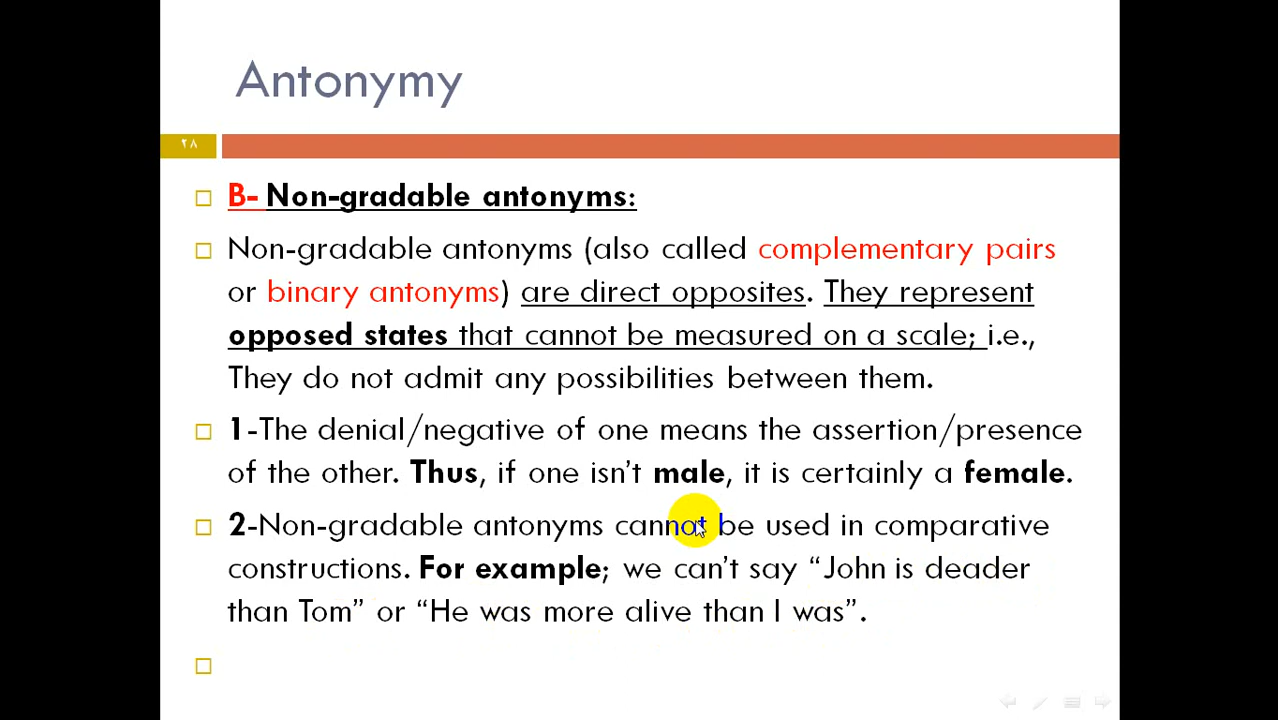 Antonymy
٢٨
B- Non-gradable antonyms:
Non-gradable antonyms (also called complementary pairs
or binary antonyms) are direct opposites. They represent
opposed states that cannot be measured on a scale; i.e.,
They do not admit any possibilities between them.
1-The denial/negative of one means the assertion/presence
of the other. Thus, if one isn’t male, it is certainly a female.
2-Non-gradable antonyms cannot be used in comparative
constructions. For example; we can’t say “John is deader
than Tom” or “He was more alive than I was”.